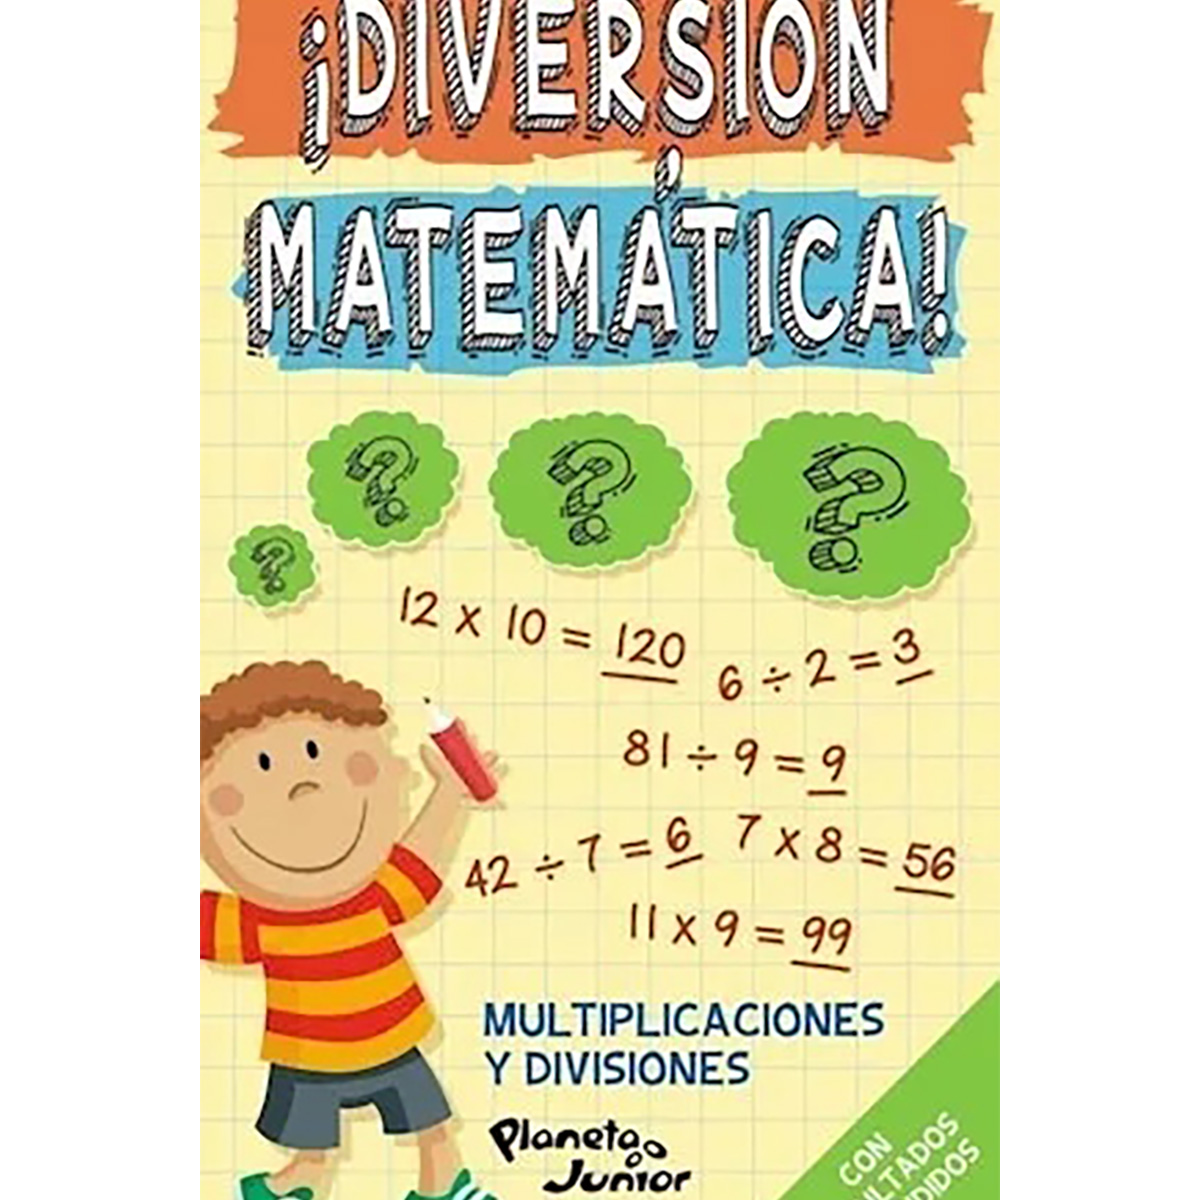 ¡DIVERSIÓN
MATEMÁTICA!
?
?
?
?
12 x 10 = 120
6 ÷ 2 = 3
81 ÷ 9 = 9
42 ÷ 7 = 6
7 x 8 = 56
11 x 9 = 99
MULTIPLICACIONES
Y DIVISIONES
Planeta
Junior
CON